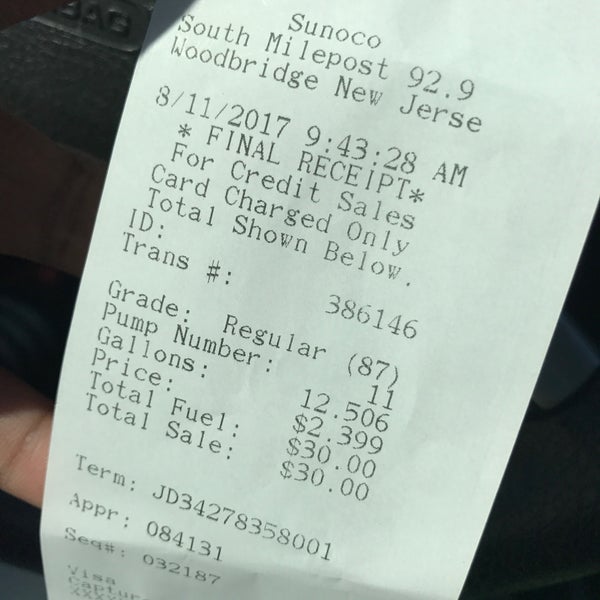 Sunoco
South Milepost 92.9
Woodbridge New Jerse
8/11/2017 9:43:28 AM
* FINAL RECEIPT*
For Credit Sales
Card Charged Only
Total Shown Below.
ID:
Trans #: 386146
Grade: Regular (87)
Pump Number: 11
Gallons: 12.506
Price: $2.399
Total Fuel: $30.00
Total Sale: $30.00
Term: JD34278358001
Appr: 084131
Seq#: 032187
Visa